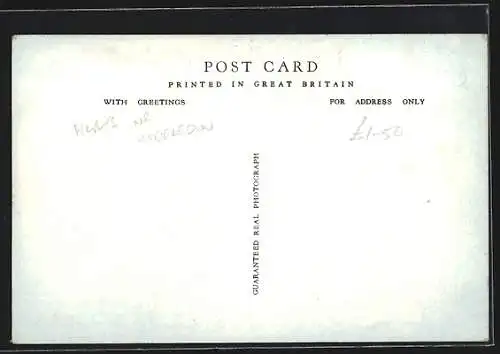 POST CARD
PRINTED IN GREAT BRITAIN
WITH GREETINGS
FOR ADDRESS ONLY
£1-50
GUARANTEED REAL PHOTOGRAPH